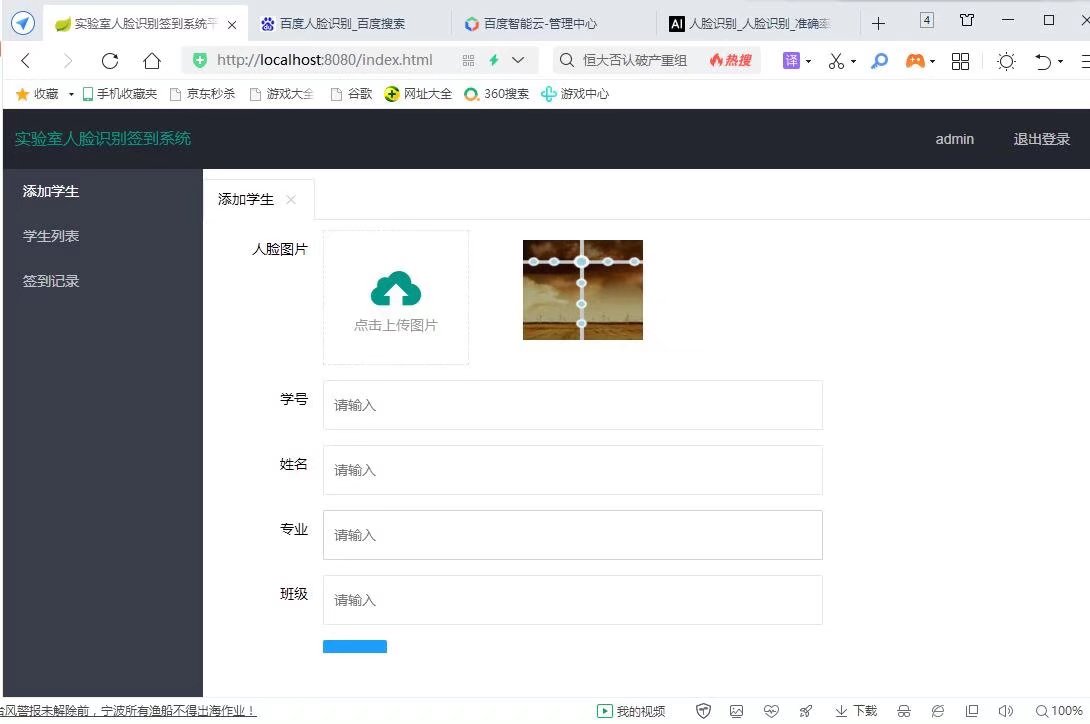 实验室人脸识别签到系统平
百度人脸识别_百度搜索
百度智能云-管理中心
AI 人脸识别_人脸识别_准确率
4
http://localhost:8080/index.html
恒大否认破产重组
热搜
译
收藏
手机收藏夹
京东秒杀
游戏大全
谷歌
网址大全
360搜索
游戏中心
实验室人脸识别签到系统
admin
退出登录
添加学生
学生列表
签到记录
添加学生
人脸图片
点击上传图片
学号
请输入
姓名
请输入
专业
请输入
班级
请输入
台风警报未解除前，宁波所有渔船不得出海作业！
我的视频
下载
100%